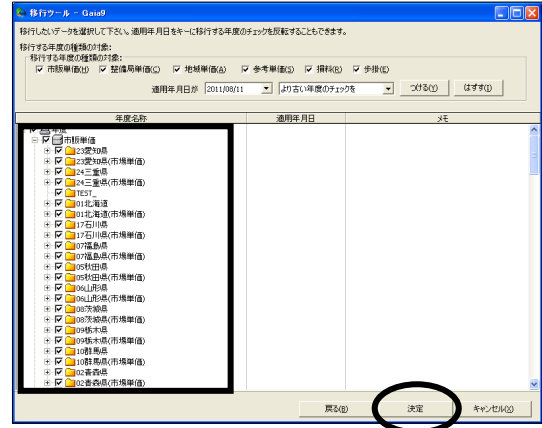 移行ツール - Gaia9
移行したいデータを選択して下さい。適用年月日をキーに移行する年度のチェックを反転することもできます。
移行する年度の種類の対象:
移行する年度の種類の対象:
市販単価(H) 整備局単価(C) 地域単価(A) 参考単価(S) 損料(R) 歩掛(E)
適用年月日が 2011/08/11 より古い年度のチェックを つける(Y) はずす(I)
年度名称 適用年月日 メモ
年度
市販単価
23愛知県
23愛知県(市場単価)
24三重県
24三重県(市場単価)
TEST_
01北海道
01北海道(市場単価)
17石川県
17石川県(市場単価)
07福島県
07福島県(市場単価)
05秋田県
05秋田県(市場単価)
06山形県
06山形県(市場単価)
08茨城県
08茨城県(市場単価)
09栃木県
09栃木県(市場単価)
10群馬県
10群馬県(市場単価)
02青森県
02青森県(市場単価)
戻る(B) 決定 キャンセル(X)